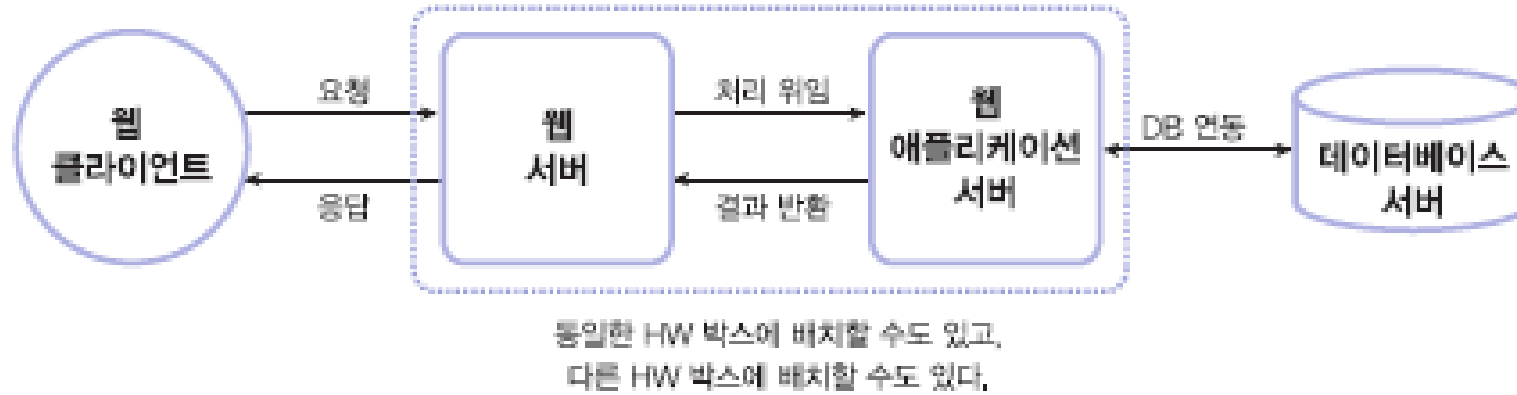 웹
클라이언트
요청
응답
웹
서버
처리 위임
결과 반환
웹
애플리케이션
서버
DB 연동
데이터베이스
서버
동일한 HW 박스에 배치할 수도 있고,
다른 HW 박스에 배치할 수도 있다.